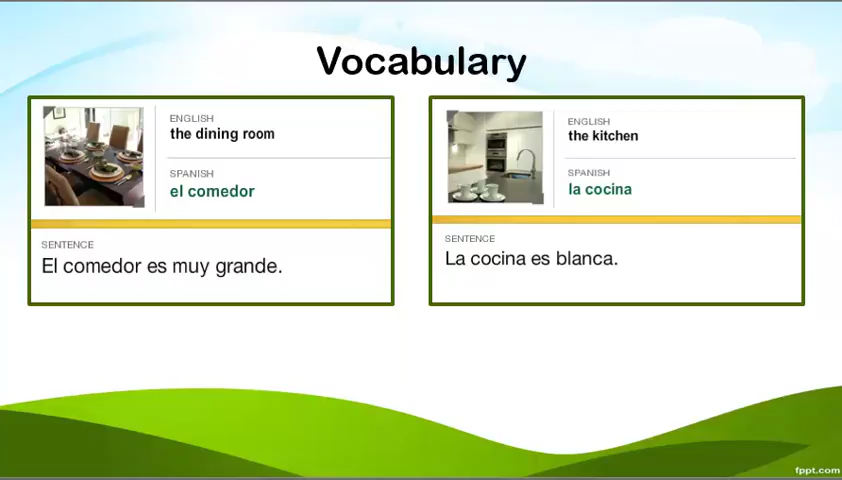 Vocabulary
ENGLISH
the dining room
SPANISH
el comedor
SENTENCE
El comedor es muy grande.
ENGLISH
the kitchen
SPANISH
la cocina
SENTENCE
La cocina es blanca.
fppt.com